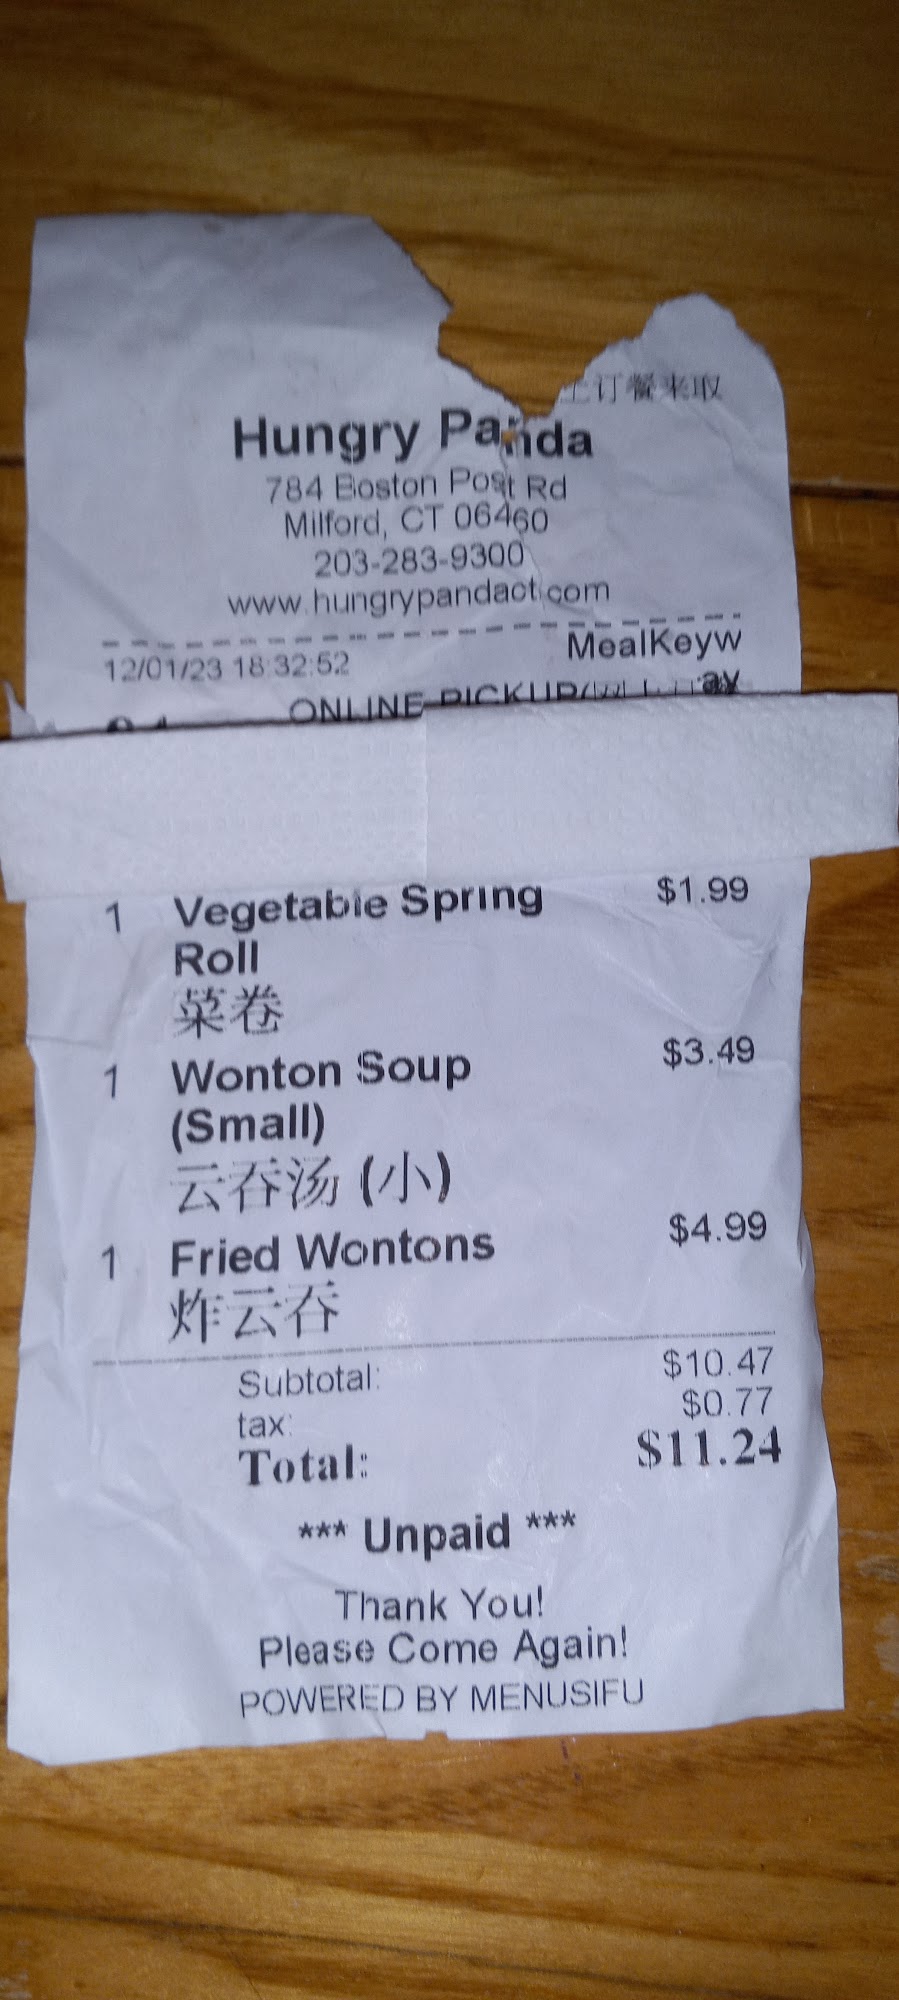 上订餐来取
Hungry Panda
784 Boston Post Rd
Milford, CT 06460
203-283-9300
www.hungrypandact.com
MealKeyw
12/01/23 18:32:52
ay
ONLINE PICKUP
1 Vegetable Spring $1.99
Roll
菜卷
1 Wonton Soup $3.49
(Small)
云吞汤 (小)
1 Fried Wontons $4.99
炸云吞
Subtotal: $10.47
tax: $0.77
Total: $11.24
*** Unpaid ***
Thank You!
Please Come Again!
POWERED BY MENUSIFU